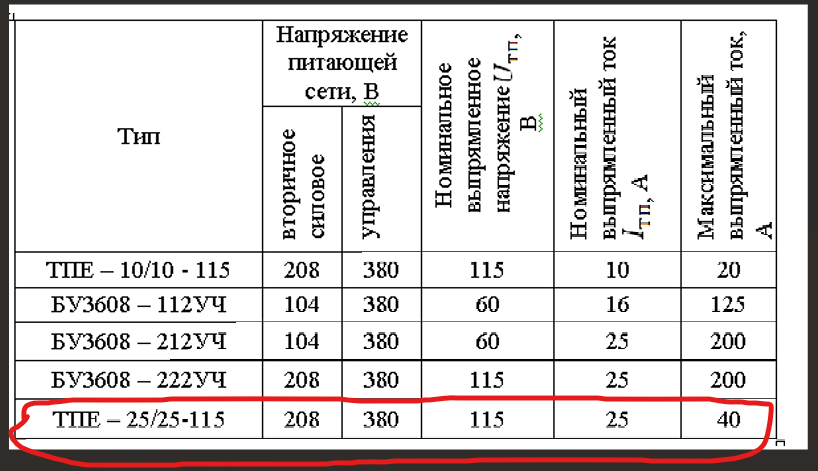 Тип
Напряжение
питающей
сети, В
вторичное
силовое
управления
Номинальное
выпрямленное
напряжение Uтп,
В
Номинальный
выпрямленный ток
Iтп, А
Максимальный
выпрямленный ток,
А
ТПЕ – 10/10 - 115 208 380 115 10 20
БУ3608 – 112УЧ 104 380 60 16 125
БУ3608 – 212УЧ 104 380 60 25 200
БУ3608 – 222УЧ 208 380 115 25 200
ТПЕ – 25/25-115 208 380 115 25 40